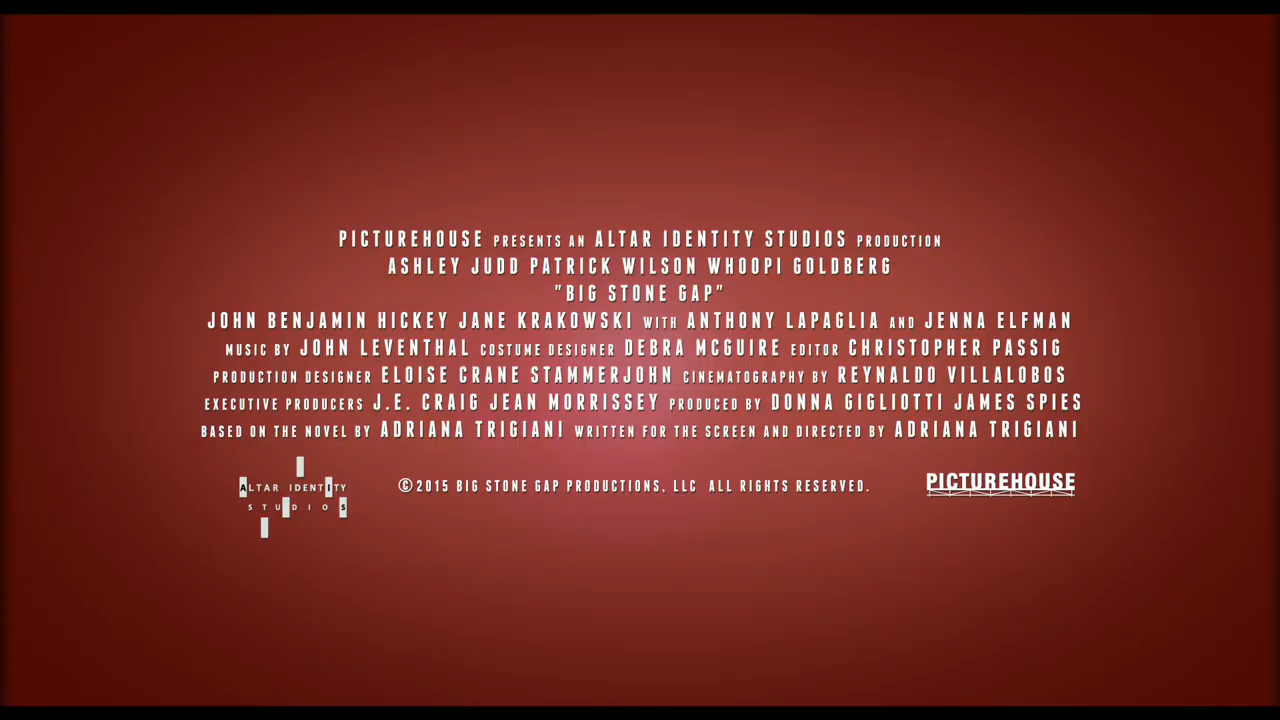 PICTUREHOUSE PRESENTS AN ALTAR IDENTITY STUDIOS PRODUCTION
ASHLEY JUDD PATRICK WILSON WHOOPI GOLDBERG
"BIG STONE GAP"
JOHN BENJAMIN HICKEY JANE KRAKOWSKI WITH ANTHONY LAPAGLIA AND JENNA ELFMAN
MUSIC BY JOHN LEVENTHAL COSTUME DESIGNER DEBRA MCGUIRE EDITOR CHRISTOPHER PASSIG
PRODUCTION DESIGNER ELOISE CRANE STAMMERJOHN CINEMATOGRAPHY BY REYNALDO VILLALOBOS
EXECUTIVE PRODUCERS J.E. CRAIG JEAN MORRISSEY PRODUCED BY DONNA GIGLIOTTI JAMES SPIES
BASED ON THE NOVEL BY ADRIANA TRIGIANI WRITTEN FOR THE SCREEN AND DIRECTED BY ADRIANA TRIGIANI
ALTAR IDENTITY
STUDIOS
©2015 BIG STONE GAP PRODUCTIONS, LLC ALL RIGHTS RESERVED.
PICTUREHOUSE